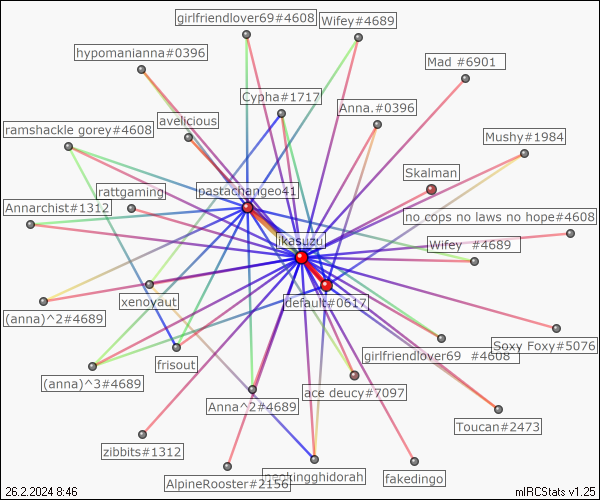 girlfriendlover69#4608
Wifey#4689
hypomanianna#0396
Mad #6901
Cypha#1717
Anna.#0396
avelicious
ramshackle gorey#4608
Mushy#1984
Skalman
pastachangeo41
rattgaming
Annarchist#1312
no cops no laws no hope#4608
ikasuzu
Wifey #4689
xenoyaut
default#0617
(anna)^2#4689
Soxy Foxy#5076
girlfriendlover69 #4608
frisout
(anna)^3#4689
ace deucy#7097
Anna^2#4689
Toucan#2473
zibbits#1312
neokingghidorah
fakedingo
AlpineRooster#2156
26.2.2024 8:46
mIRCStats v1.25